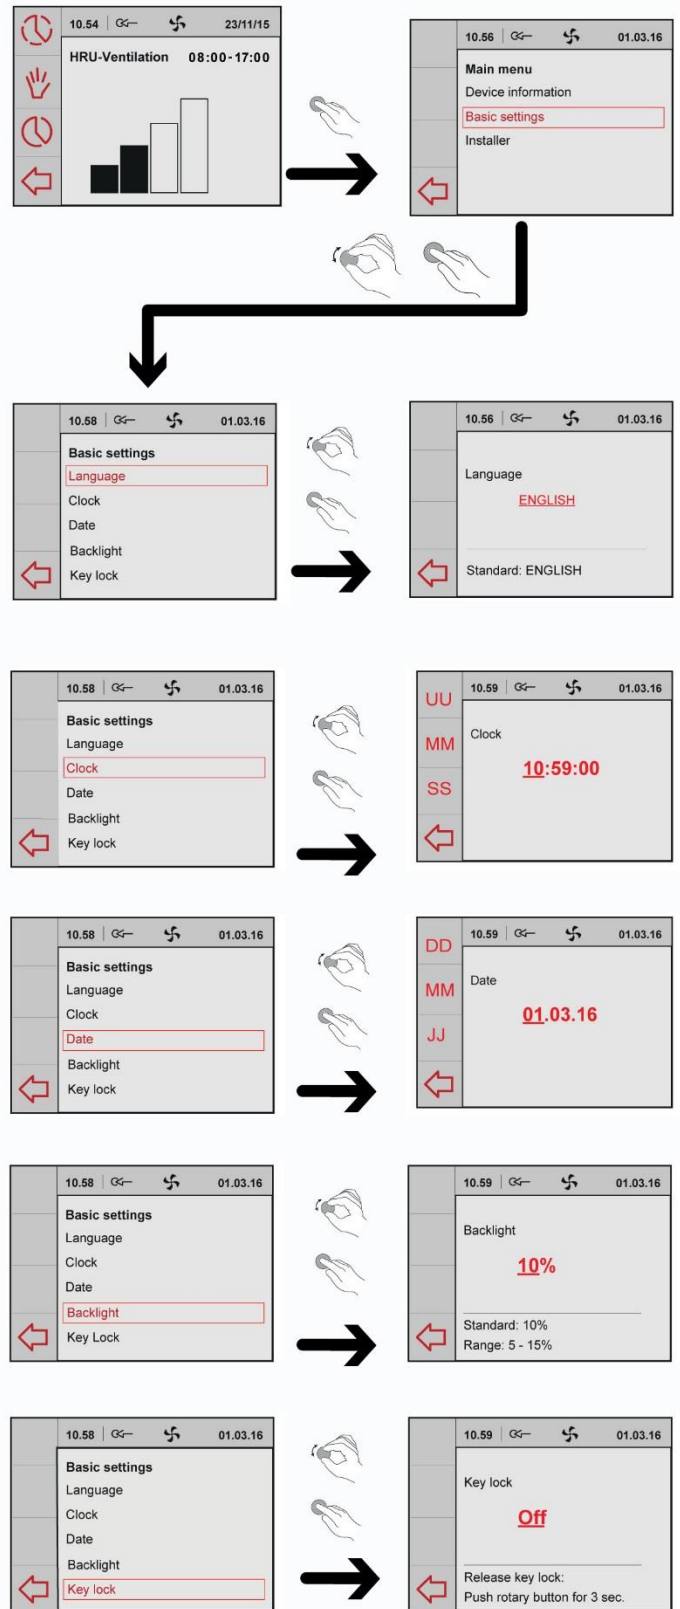 10.54 23/11/15
HRU-Ventilation 08:00-17:00
10.56 01.03.16
Main menu
Device information
Basic settings
Installer
10.58 01.03.16
Basic settings
Language
Clock
Date
Backlight
Key lock
10.56 01.03.16
Language
ENGLISH
Standard: ENGLISH
10.58 01.03.16
Basic settings
Language
Clock
Date
Backlight
Key lock
10.59 01.03.16
UU
MM
SS
Clock
10:59:00
10.58 01.03.16
Basic settings
Language
Clock
Date
Backlight
Key lock
10.59 01.03.16
DD
MM
JJ
Date
01.03.16
10.58 01.03.16
Basic settings
Language
Clock
Date
Backlight
Key Lock
10.59 01.03.16
Backlight
10%
Standard: 10%
Range: 5 - 15%
10.58 01.03.16
Basic settings
Language
Clock
Date
Backlight
Key lock
10.59 01.03.16
Key lock
Off
Release key lock:
Push rotary button for 3 sec.